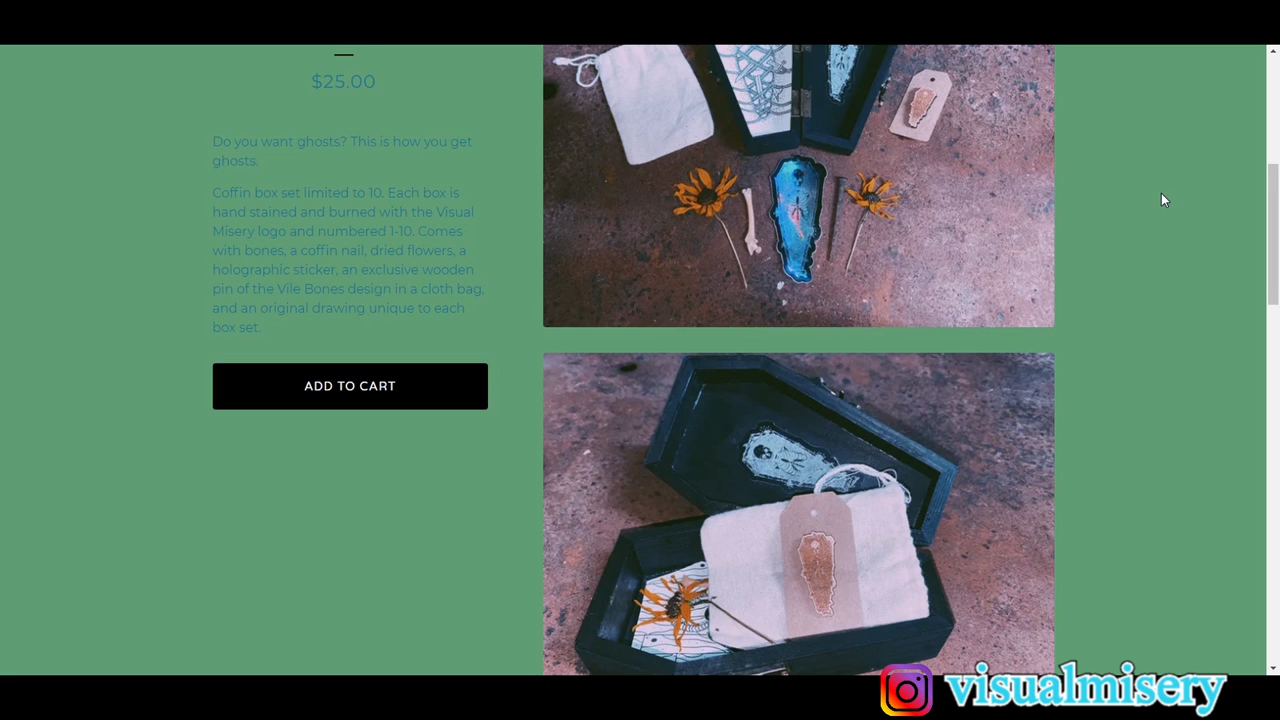 $25.00
Do you want ghosts? This is how you get
ghosts.
Coffin box set limited to 10. Each box is
hand stained and burned with the Visual
Misery logo and numbered 1-10. Comes
with bones, a coffin nail, dried flowers, a
holographic sticker, an exclusive wooden
pin of the Vile Bones design in a cloth bag,
and an original drawing unique to each
box set.
ADD TO CART
visualmisery